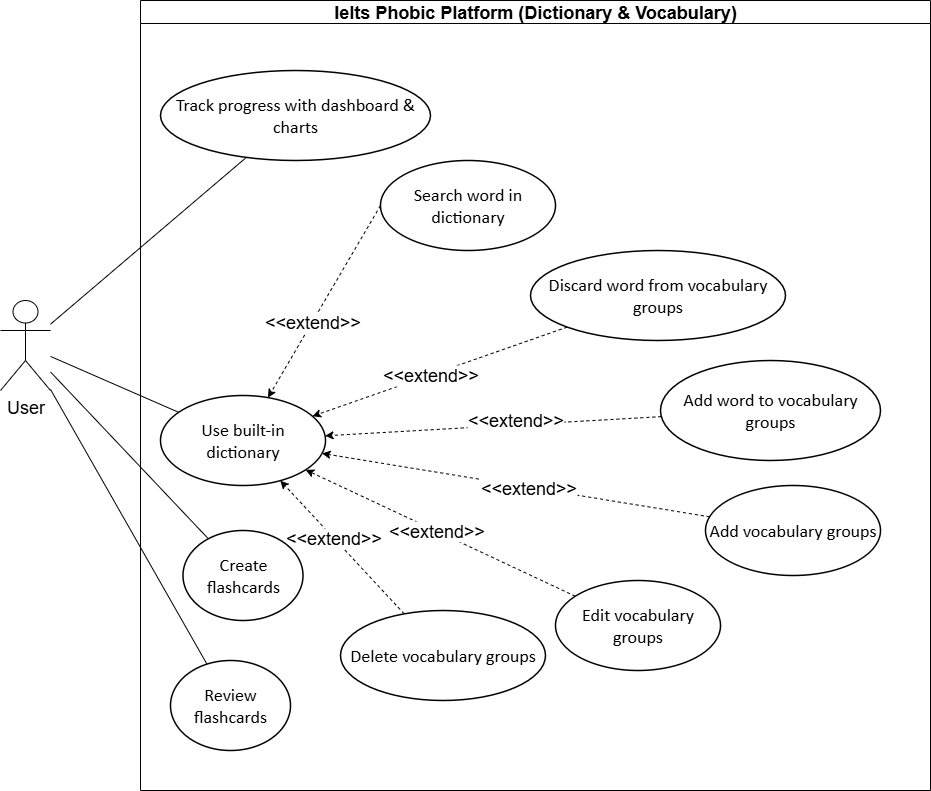 Ielts Phobic Platform (Dictionary & Vocabulary)
Track progress with dashboard &
charts
Search word in
dictionary
Discard word from vocabulary
groups
<<extend>>
<<extend>>
Add word to vocabulary
groups
User
<<extend>>
Use built-in
dictionary
<<extend>>
Add vocabulary groups
<<extend>>
<<extend>>
Create
flashcards
Edit vocabulary
groups
Delete vocabulary groups
Review
flashcards